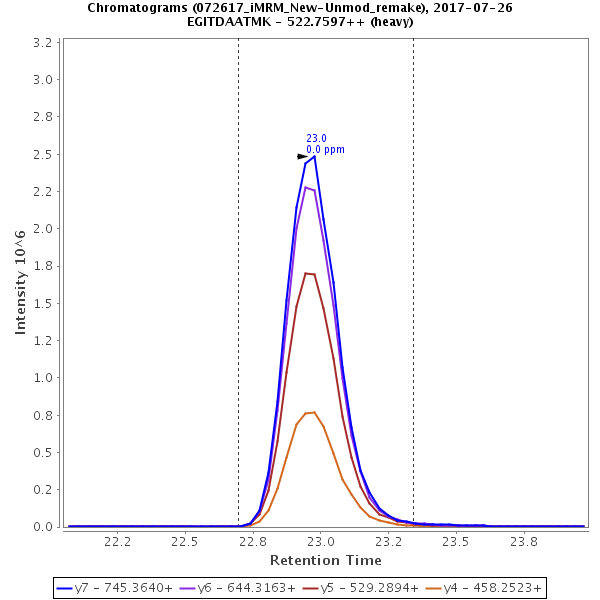 Chromatograms (072617_iMRM_New-Unmod_remake), 2017-07-26
EGITDAATMK - 522.7597++ (heavy)
3.2
3.0
2.8
2.5
2.2
2.0
1.8
1.5
1.2
1.0
0.8
0.5
0.2
0.0
Intensity 10^6
23.0
0.0 ppm
22.2 22.5 22.8 23.0 23.2 23.5 23.8
Retention Time
y7 - 745.3640+ y6 - 644.3163+ y5 - 529.2894+ y4 - 458.2523+